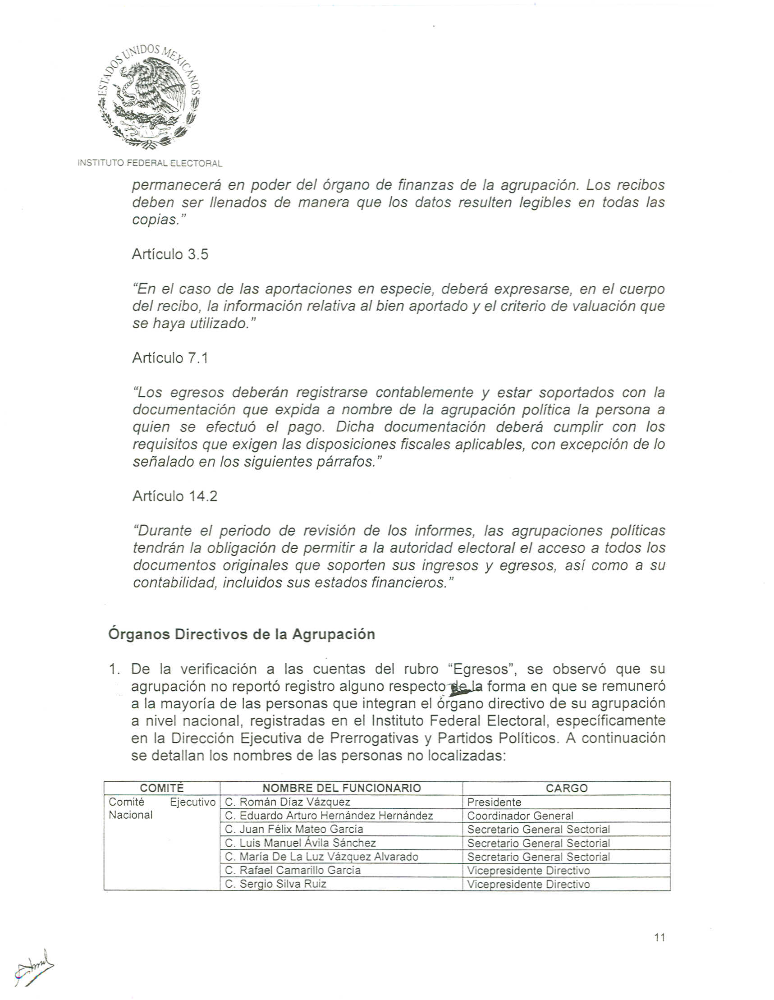 ESTADOS UNIDOS MEXICANOS
INSTITUTO FEDERAL ELECTORAL
permanecerá en poder del órgano de finanzas de la agrupación. Los recibos
deben ser llenados de manera que los datos resulten legibles en todas las
copias.”
Artículo 3.5
“En el caso de las aportaciones en especie, deberá expresarse, en el cuerpo
del recibo, la información relativa al bien aportado y el criterio de valuación que
se haya utilizado.”
Artículo 7.1
“Los egresos deberán registrarse contablemente y estar soportados con la
documentación que expida a nombre de la agrupación política la persona a
quien se efectuó el pago. Dicha documentación deberá cumplir con los
requisitos que exigen las disposiciones fiscales aplicables, con excepción de lo
señalado en los siguientes párrafos.”
Artículo 14.2
“Durante el periodo de revisión de los informes, las agrupaciones políticas
tendrán la obligación de permitir a la autoridad electoral el acceso a todos los
documentos originales que soporten sus ingresos y egresos, así como a su
contabilidad, incluidos sus estados financieros.”
Órganos Directivos de la Agrupación
1. De la verificación a las cuentas del rubro “Egresos”, se observó que su
agrupación no reportó registro alguno respecto de la forma en que se remuneró
a la mayoría de las personas que integran el órgano directivo de su agrupación
a nivel nacional, registradas en el Instituto Federal Electoral, específicamente
en la Dirección Ejecutiva de Prerrogativas y Partidos Políticos. A continuación
se detallan los nombres de las personas no localizadas:
COMITÉ NOMBRE DEL FUNCIONARIO CARGO
Comité Ejecutivo C. Román Díaz Vázquez Presidente
Nacional C. Eduardo Arturo Hernández Hernández Coordinador General
C. Juan Félix Mateo García Secretario General Sectorial
C. Luis Manuel Ávila Sánchez Secretario General Sectorial
C. María De La Luz Vázquez Alvarado Secretario General Sectorial
C. Rafael Camarillo García Vicepresidente Directivo
C. Sergio Silva Ruiz Vicepresidente Directivo
11